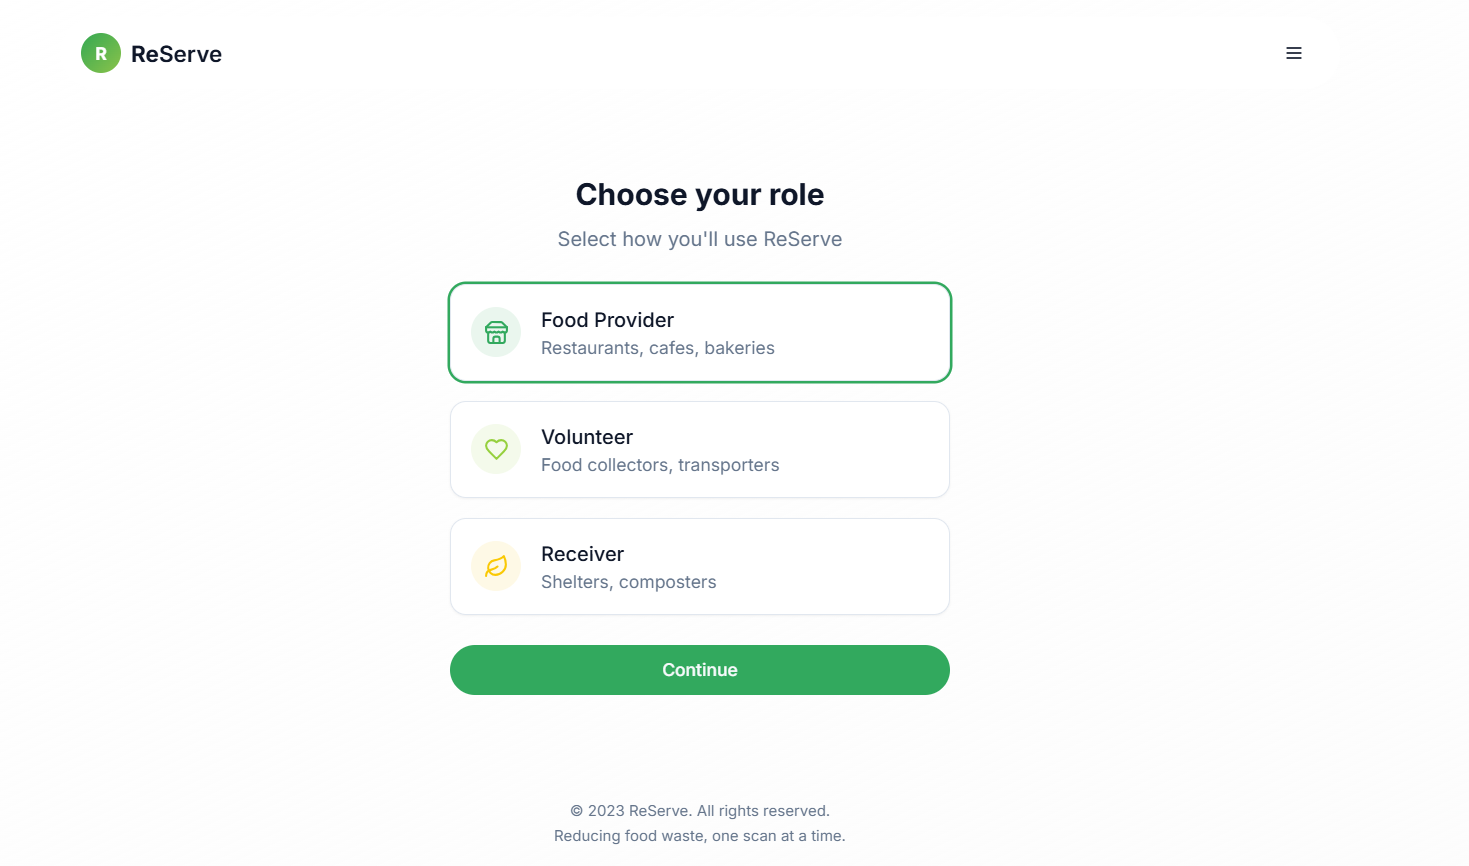 R
ReServe
Choose your role
Select how you'll use ReServe
Food Provider
Restaurants, cafes, bakeries
Volunteer
Food collectors, transporters
Receiver
Shelters, composters
Continue
© 2023 ReServe. All rights reserved.
Reducing food waste, one scan at a time.